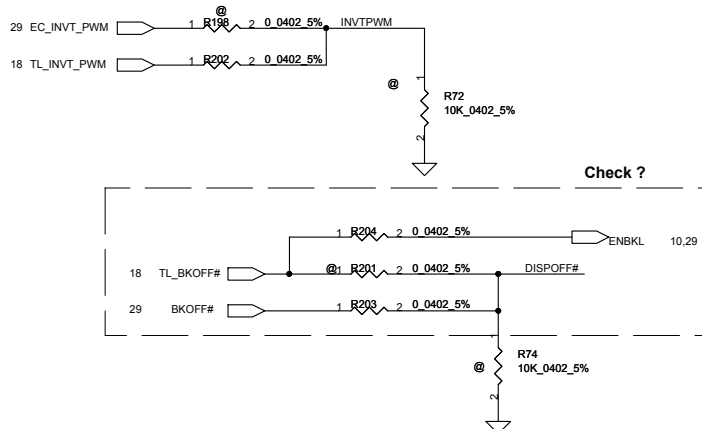 @
29 EC_INVT_PWM 1 R198 2 0_0402_5% INVTPWM
18 TL_INVT_PWM 1 R202 2 0_0402_5%
1
@ R72
10K_0402_5%
2
Check ?
1 R204 2 0_0402_5% ENBKL 10,29
18 TL_BKOFF# @ 1 R201 2 0_0402_5% DISPOFF#
29 BKOFF# 1 R203 2 0_0402_5%
1
R74
@ 10K_0402_5%
2